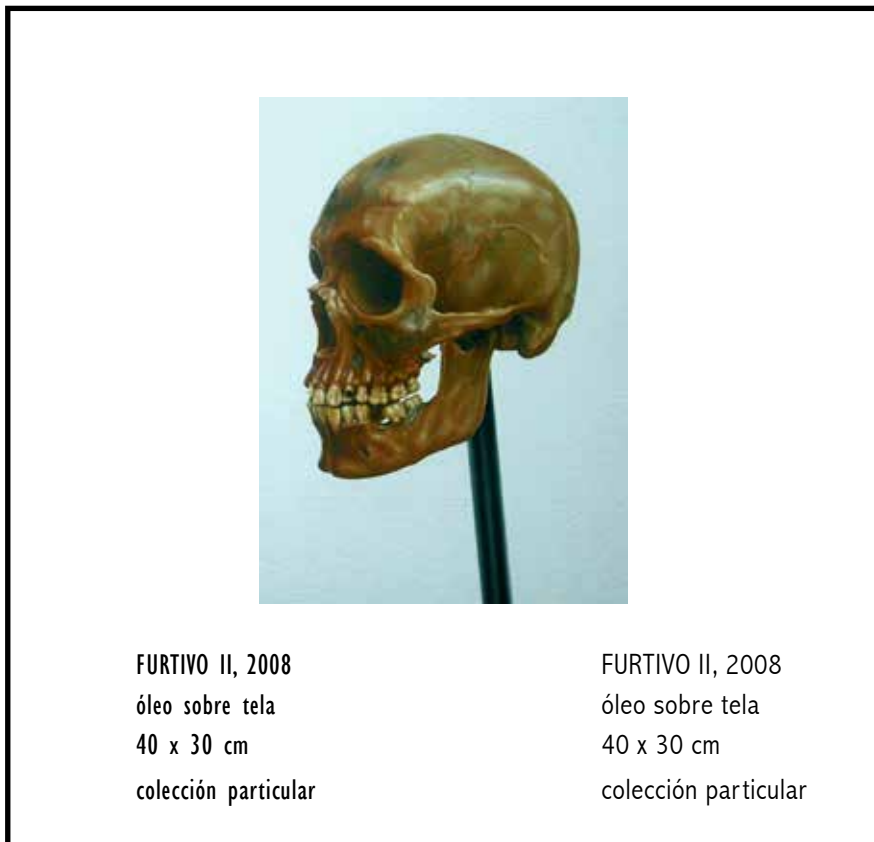 FURTIVO II, 2008
óleo sobre tela
40 x 30 cm
colección particular
FURTIVO II, 2008
óleo sobre tela
40 x 30 cm
colección particular